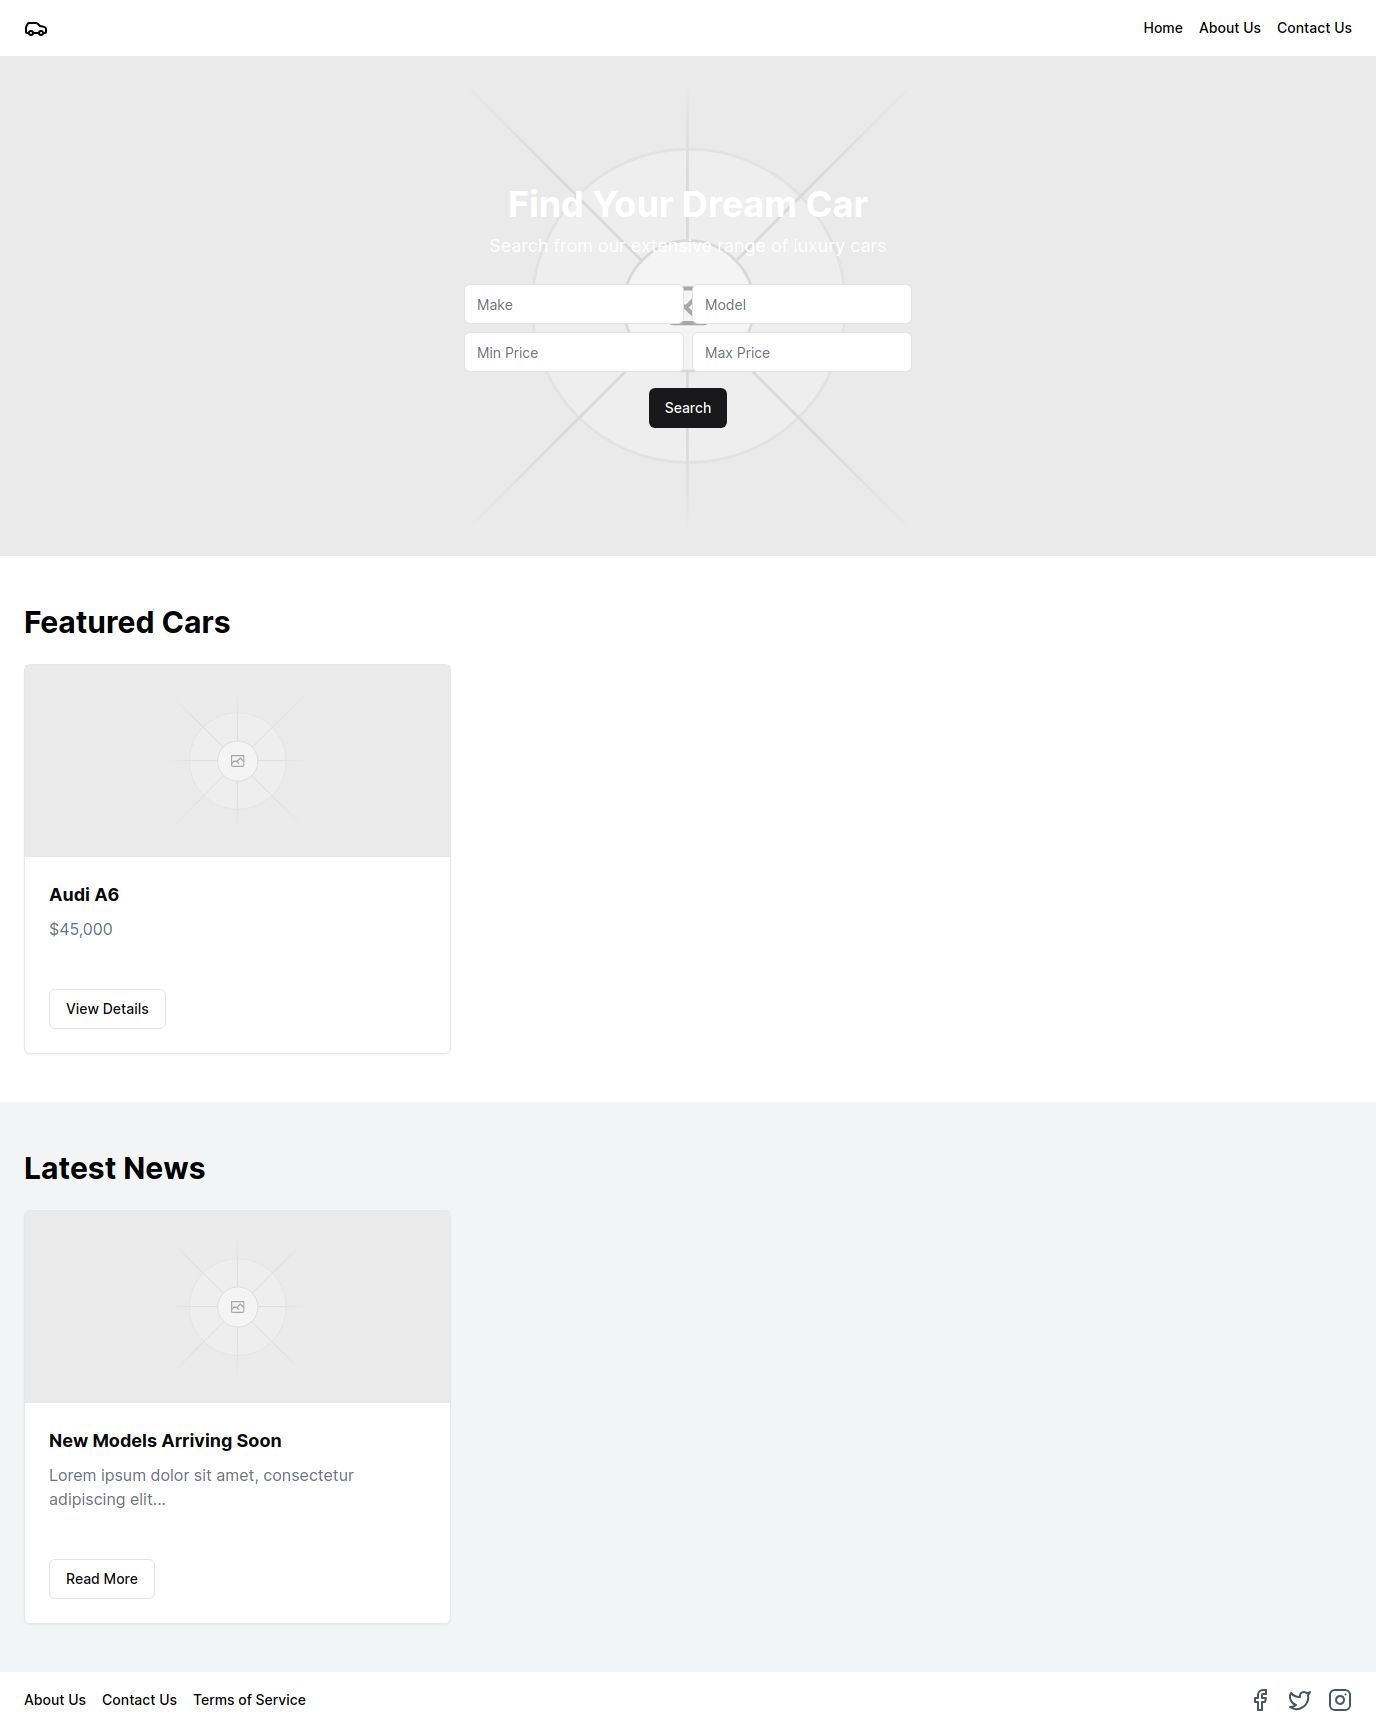 Home About Us Contact Us
Find Your Dream Car
Search from our extensive range of luxury cars
Make Model
Min Price Max Price
Search
Featured Cars
Audi A6
$45,000
View Details
Latest News
New Models Arriving Soon
Lorem ipsum dolor sit amet, consectetur
adipiscing elit...
Read More
About Us Contact Us Terms of Service